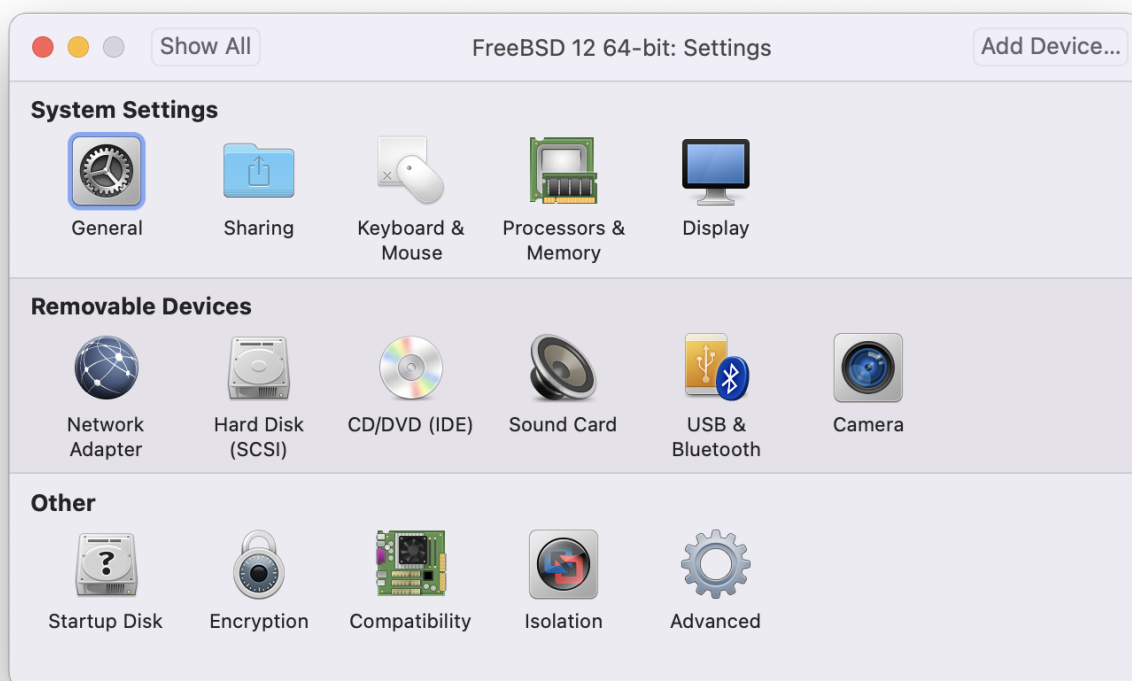 Show All
FreeBSD 12 64-bit: Settings
Add Device...
System Settings
General
Sharing
Keyboard &
Mouse
Processors &
Memory
Display
Removable Devices
Network
Adapter
Hard Disk
(SCSI)
CD/DVD (IDE)
Sound Card
USB &
Bluetooth
Camera
Other
Startup Disk
Encryption
Compatibility
Isolation
Advanced